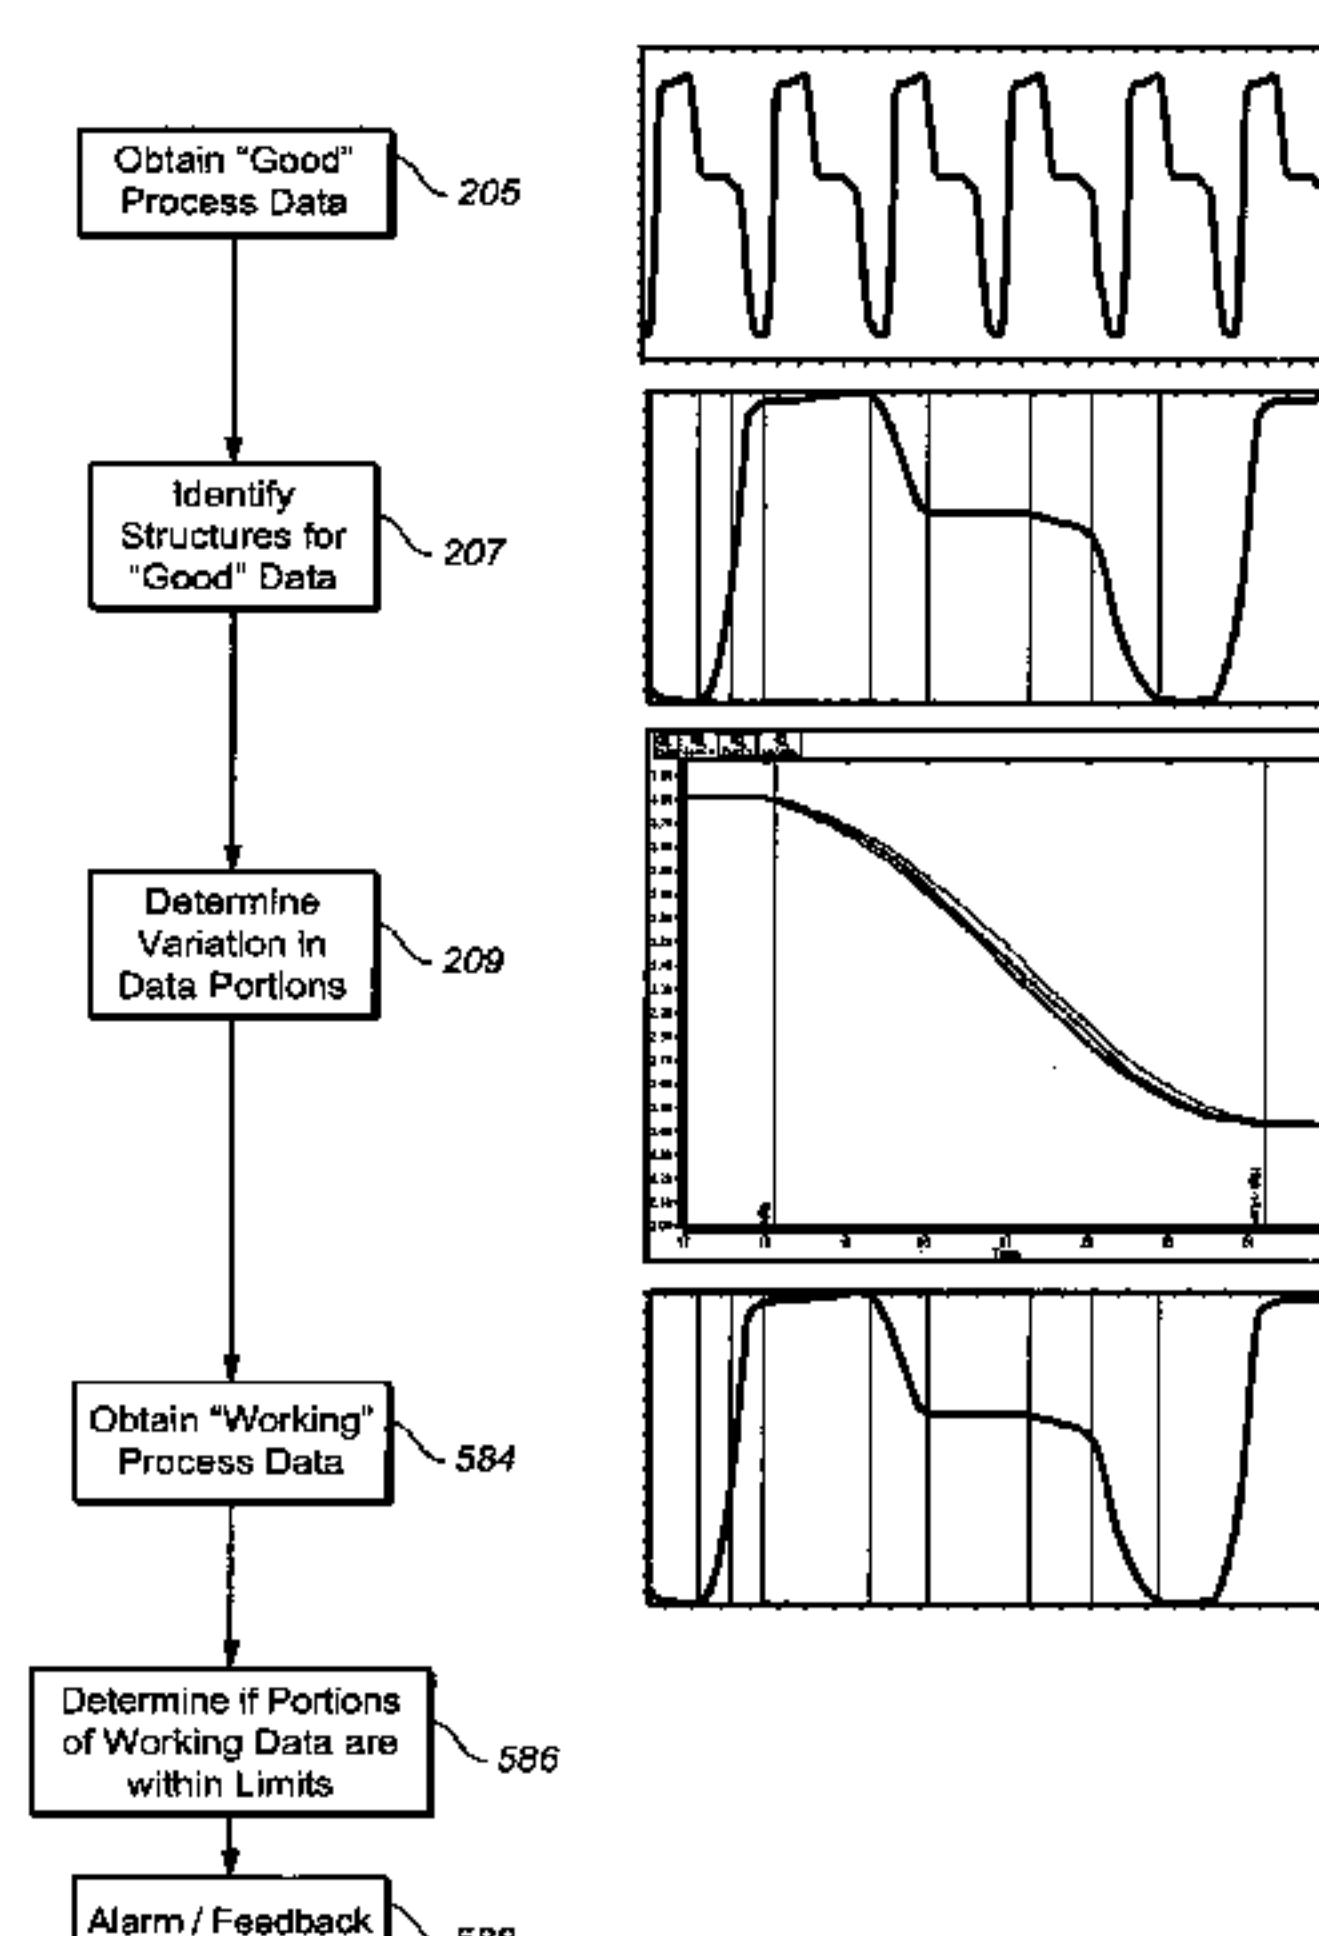 Obtain "Good"
Process Data
205
Identify
Structures for
"Good" Data
207
Determine
Variation in
Data Portions
209
Obtain "Working"
Process Data
584
Determine if Portions
of Working Data are
within Limits
586
Alarm / Feedback